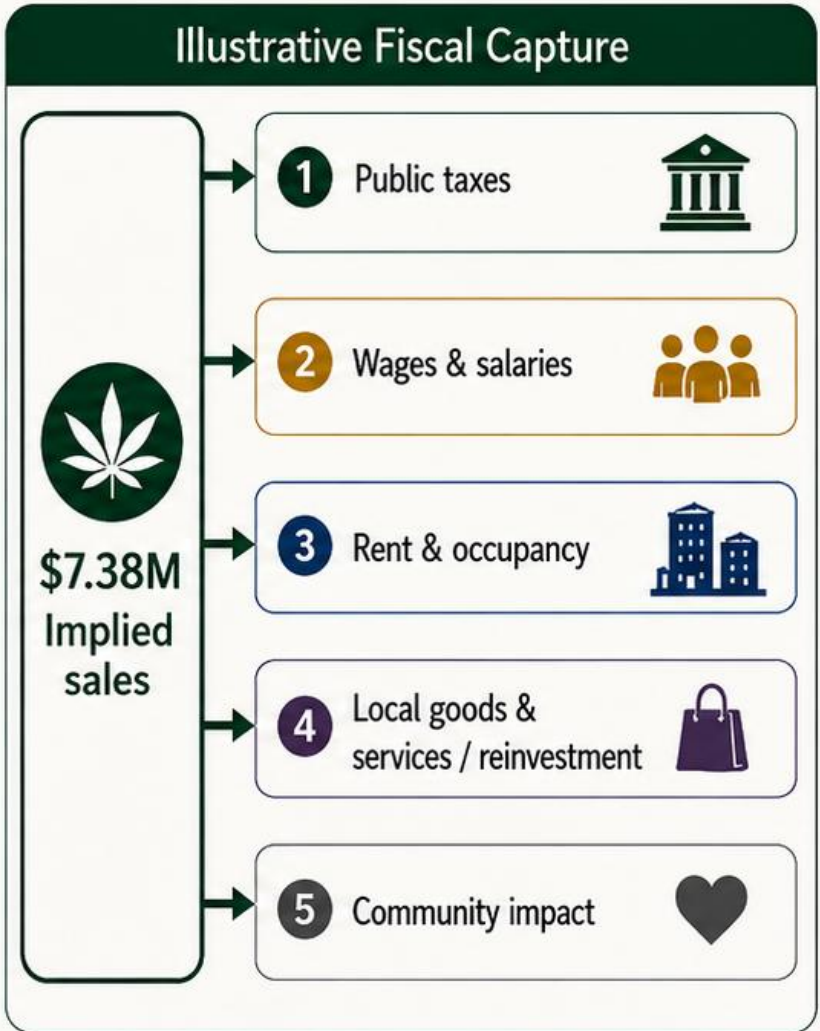 Illustrative Fiscal Capture
$7.38M
Implied
sales
1 Public taxes
2 Wages & salaries
3 Rent & occupancy
4 Local goods &
services / reinvestment
5 Community impact